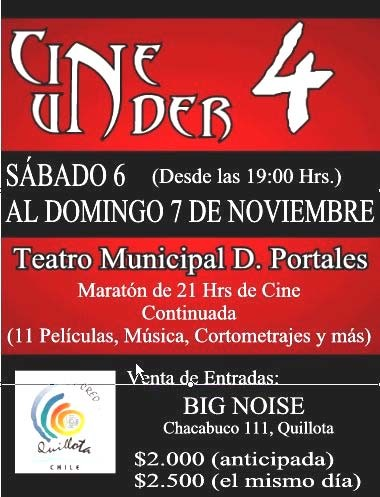 CINE
UNDER 4
SÁBADO 6 (Desde las 19:00 Hrs.)
AL DOMINGO 7 DE NOVIEMBRE
Teatro Municipal D. Portales
Maratón de 21 Hrs de Cine
Continuada
(11 Películas, Música, Cortometrajes y más)
Venta de Entradas:
BIG NOISE
Chacabuco 111, Quillota
$2.000 (anticipada)
$2.500 (el mismo día)
CREO
Quillota
CHILE